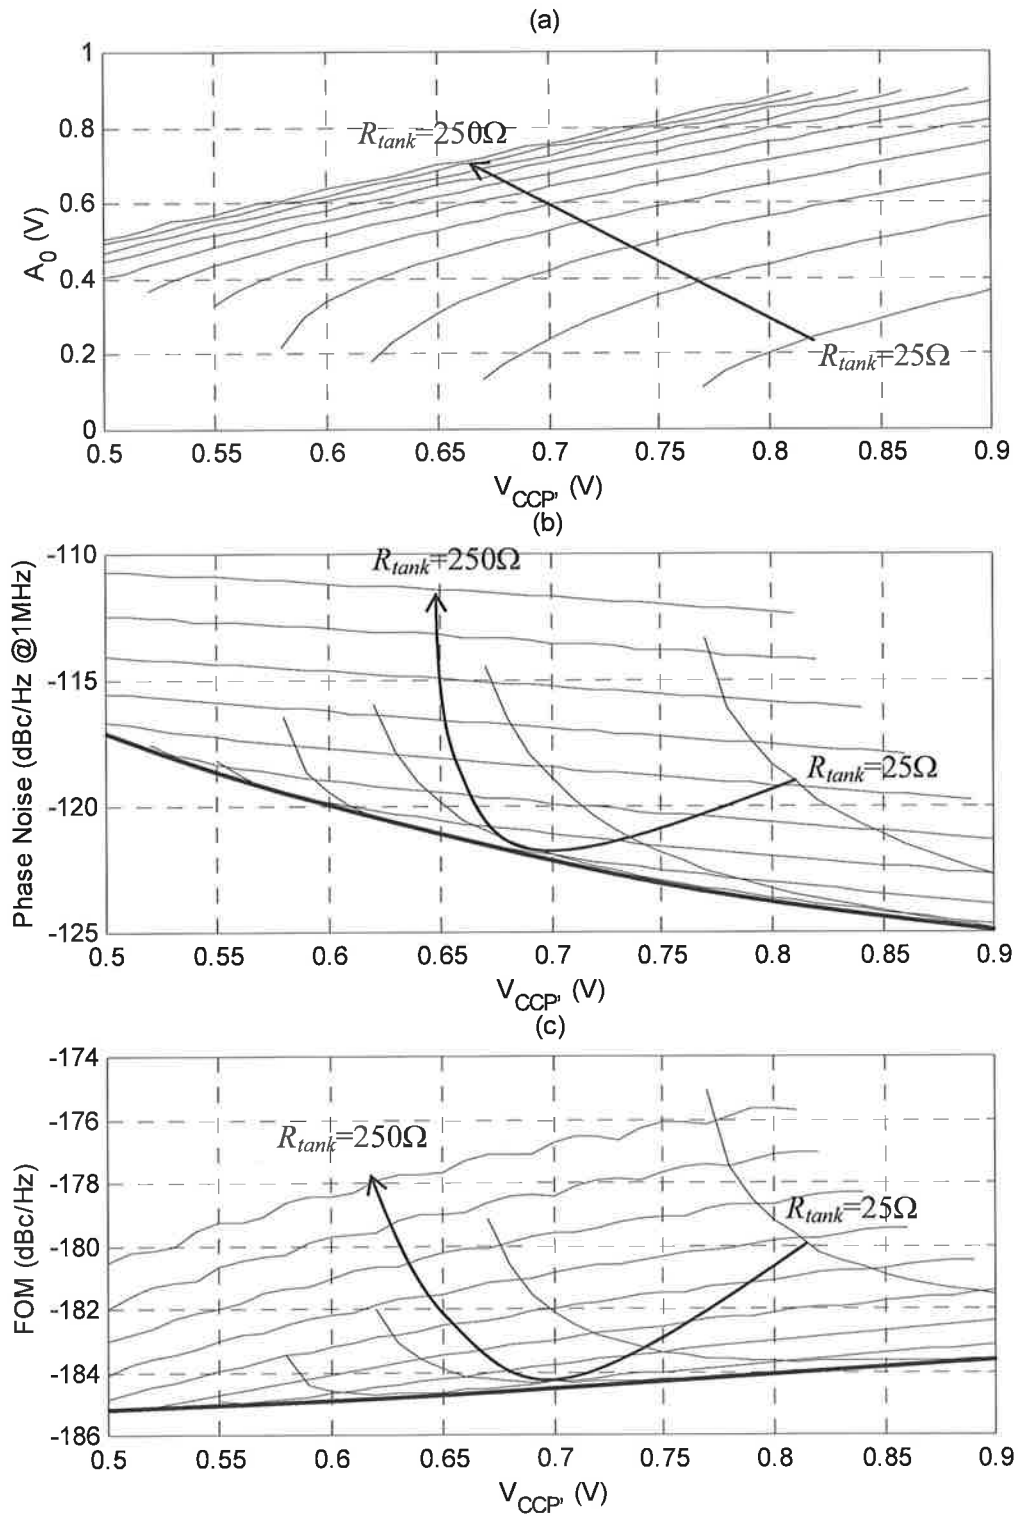 (a)
1
0.8
0.6
0.4
0.2
0
A0 (V)
Rtank=250Ω
Rtank=25Ω
0.5 0.55 0.6 0.65 0.7 0.75 0.8 0.85 0.9
VCCP, (V)
(b)
-110
-115
-120
-125
Phase Noise (dBc/Hz @1MHz)
Rtank=250Ω
Rtank=25Ω
0.5 0.55 0.6 0.65 0.7 0.75 0.8 0.85 0.9
VCCP, (V)
(c)
-174
-176
-178
-180
-182
-184
-186
FOM (dBc/Hz)
Rtank=250Ω
Rtank=25Ω
0.5 0.55 0.6 0.65 0.7 0.75 0.8 0.85 0.9
VCCP, (V)